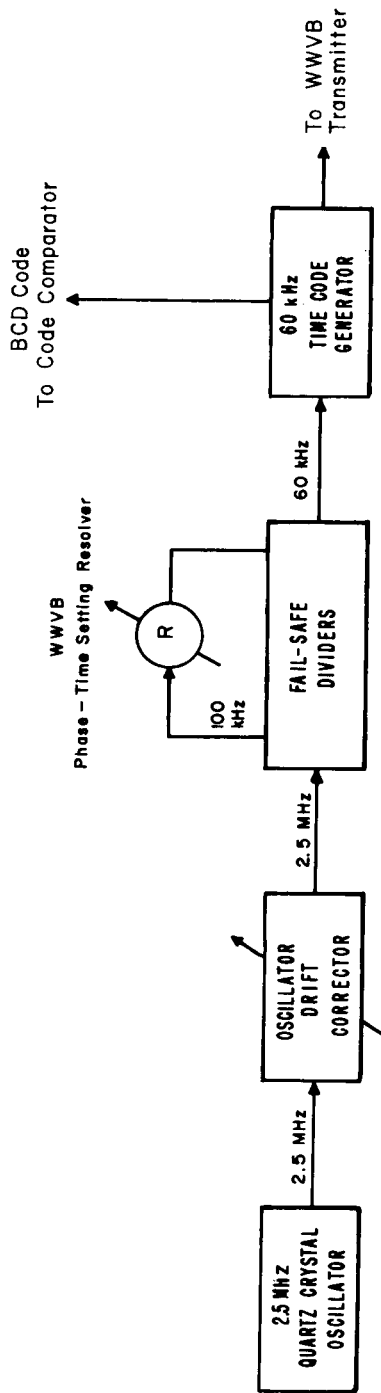 2.5 MHz
QUARTZ CRYSTAL
OSCILLATOR
2.5 MHz
OSCILLATOR
DRIFT
CORRECTOR
2.5 MHz
FAIL-SAFE
DIVIDERS
100
kHz
R
WWVB
Phase-Time Setting Resolver
60 kHz
60 kHz
TIME CODE
GENERATOR
BCD Code
To Code Comparator
To WWVB
Transmitter